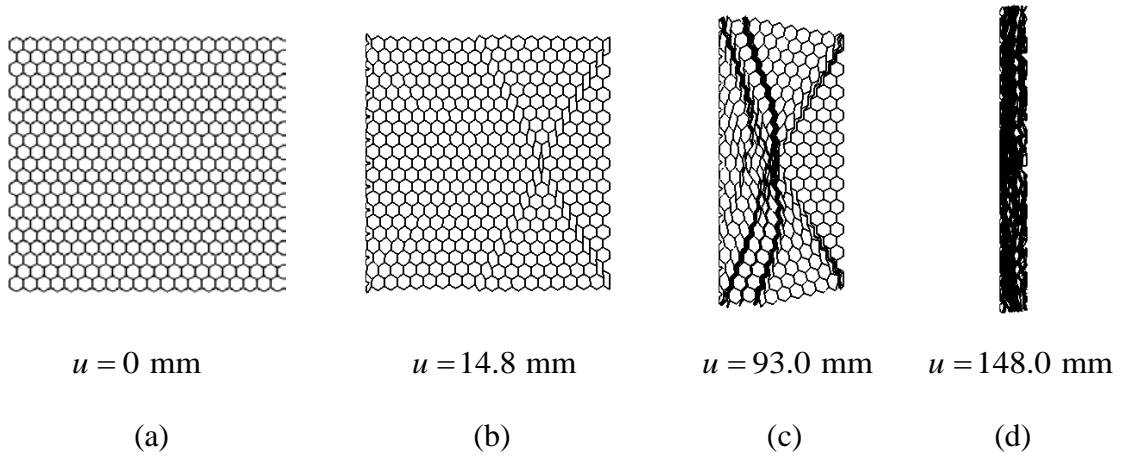 u = 0 mm u = 14.8 mm u = 93.0 mm u = 148.0 mm
(a) (b) (c) (d)